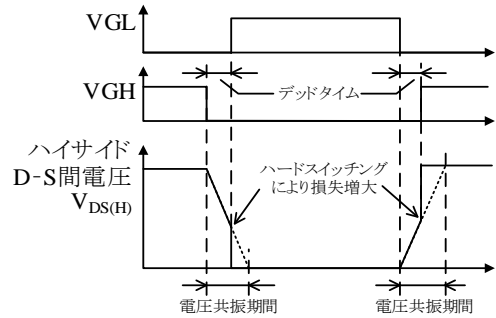 VGL
VGH
デッドタイム
ハイサイド
D-S間電圧
VDS(H)
ハードスイッチング
により損失増大
電圧共振期間
電圧共振期間